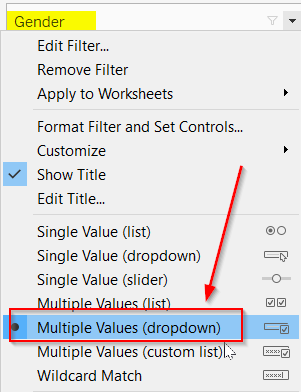 Gender
Edit Filter...
Remove Filter
Apply to Worksheets
Format Filter and Set Controls...
Customize
Show Title
Edit Title...
Single Value (list)
Single Value (dropdown)
Single Value (slider)
Multiple Values (list)
Multiple Values (dropdown)
Multiple Values (custom list)
Wildcard Match